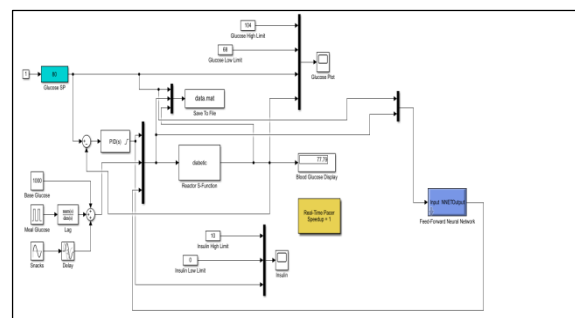 104
Glucose High Limit
68
Glucose Low Limit
Glucose Plot
1
80
Glucose SP
data.mat
Save To File
PID(s)
diabetic
Reactor S-Function
77.78
Blood Glucose Display
1000
Base Glucose
Meal Glucose
Lag
Snacks
Delay
Real-Time Pacer
Speedup = 1
Input NNETOutput
Feed-Forward Neural Network
10
Insulin High Limit
0
Insulin Low Limit
Insulin